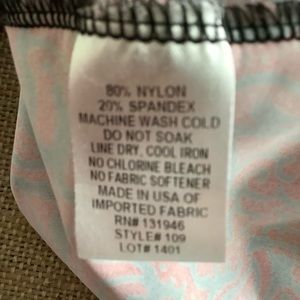 80% NYLON
20% SPANDEX
MACHINE WASH COLD
DO NOT SOAK
LINE DRY, COOL IRON
NO CHLORINE BLEACH
NO FABRIC SOFTENER
MADE IN USA OF
IMPORTED FABRIC
RN# 131946
STYLE# 109
LOT# 1401